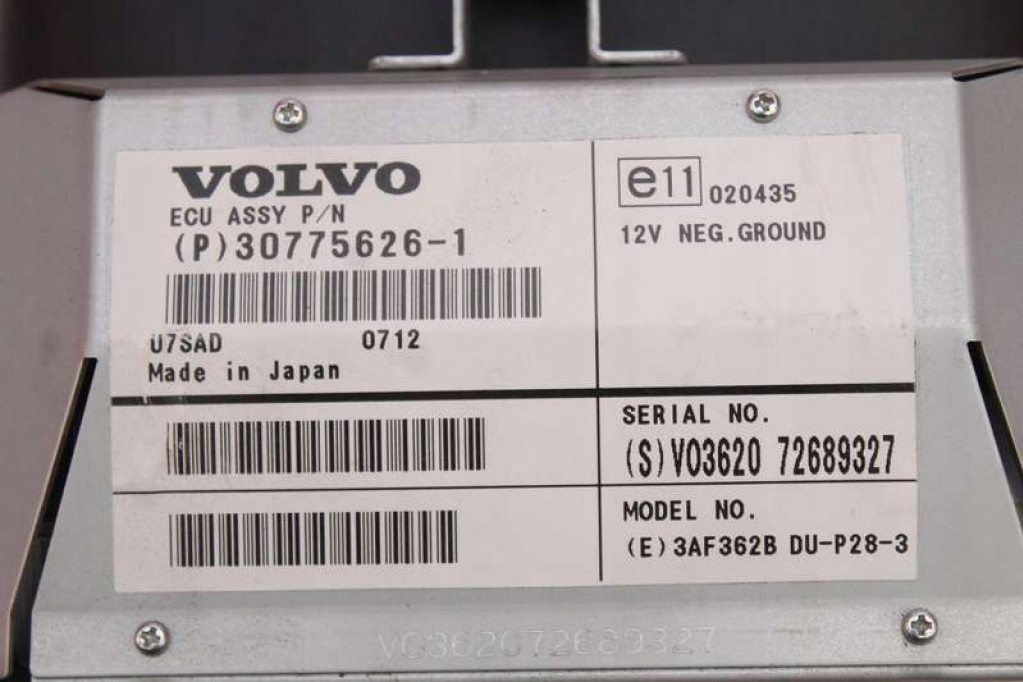 VOLVO
ECU ASSY P/N
(P)30775626-1
U7SAD 0712
Made in Japan
e11 020435
12V NEG.GROUND
SERIAL NO.
(S)VO3620 72689327
MODEL NO.
(E)3AF362B DU-P28-3
VO362072689327